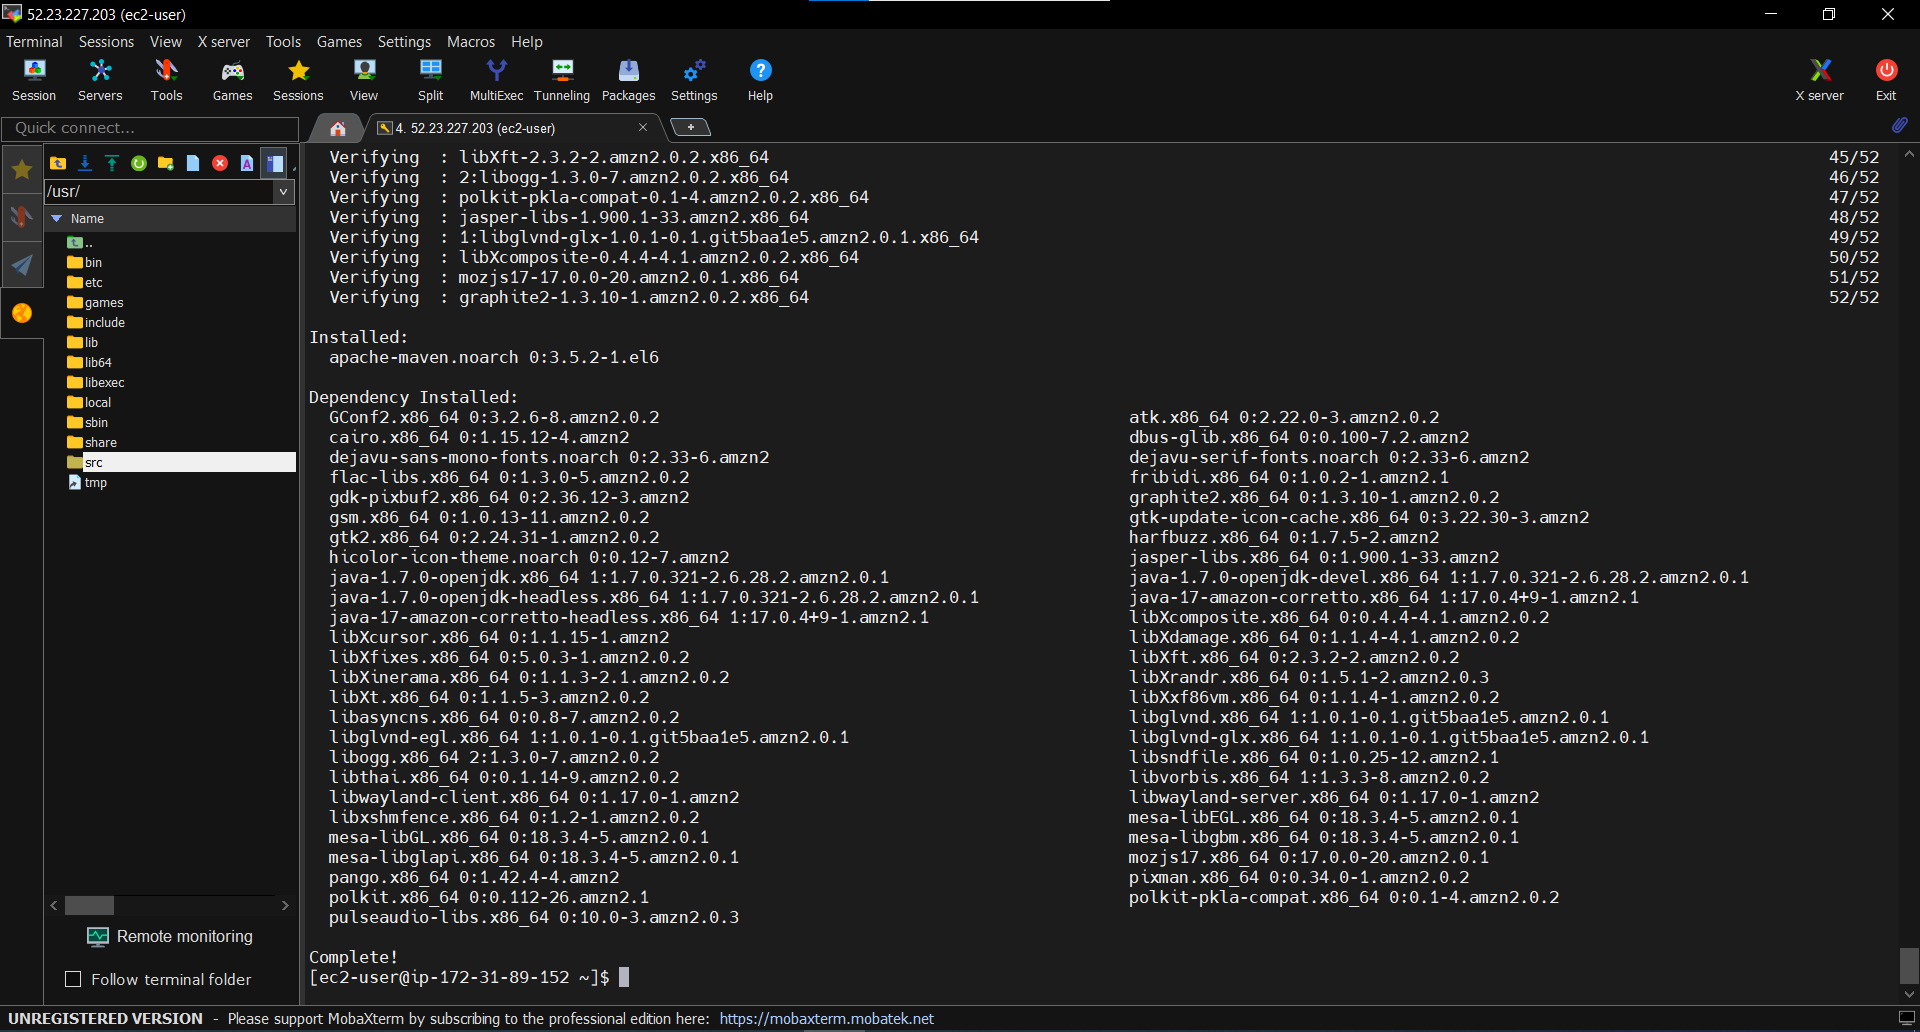 52.23.227.203 (ec2-user)
Terminal Sessions View X server Tools Games Settings Macros Help
Session Servers Tools Games Sessions View Split MultiExec Tunneling Packages Settings Help X server Exit
Quick connect...
4. 52.23.227.203 (ec2-user)
/usr/
Name
..
bin
etc
games
include
lib
lib64
libexec
local
sbin
share
src
tmp
Remote monitoring
Follow terminal folder
Verifying : libXft-2.3.2-2.amzn2.0.2.x86_64 45/52
Verifying : 2:libogg-1.3.0-7.amzn2.0.2.x86_64 46/52
Verifying : polkit-pkla-compat-0.1-4.amzn2.0.2.x86_64 47/52
Verifying : jasper-libs-1.900.1-33.amzn2.x86_64 48/52
Verifying : 1:libglvnd-glx-1.0.1-0.1.git5baa1e5.amzn2.0.1.x86_64 49/52
Verifying : libXcomposite-0.4.4-4.1.amzn2.0.2.x86_64 50/52
Verifying : mozjs17-17.0.0-20.amzn2.0.1.x86_64 51/52
Verifying : graphite2-1.3.10-1.amzn2.0.2.x86_64 52/52
Installed:
apache-maven.noarch 0:3.5.2-1.el6
Dependency Installed:
GConf2.x86_64 0:3.2.6-8.amzn2.0.2 atk.x86_64 0:2.22.0-3.amzn2.0.2
cairo.x86_64 0:1.15.12-4.amzn2 dbus-glib.x86_64 0:0.100-7.2.amzn2
dejavu-sans-mono-fonts.noarch 0:2.33-6.amzn2 dejavu-serif-fonts.noarch 0:2.33-6.amzn2
flac-libs.x86_64 0:1.3.0-5.amzn2.0.2 fribidi.x86_64 0:1.0.2-1.amzn2.1
gdk-pixbuf2.x86_64 0:2.36.12-3.amzn2 graphite2.x86_64 0:1.3.10-1.amzn2.0.2
gsm.x86_64 0:1.0.13-11.amzn2.0.2 gtk-update-icon-cache.x86_64 0:3.22.30-3.amzn2
gtk2.x86_64 0:2.24.31-1.amzn2.0.2 harfbuzz.x86_64 0:1.7.5-2.amzn2
hicolor-icon-theme.noarch 0:0.12-7.amzn2 jasper-libs.x86_64 0:1.900.1-33.amzn2
java-1.7.0-openjdk.x86_64 1:1.7.0.321-2.6.28.2.amzn2.0.1 java-1.7.0-openjdk-devel.x86_64 1:1.7.0.321-2.6.28.2.amzn2.0.1
java-1.7.0-openjdk-headless.x86_64 1:1.7.0.321-2.6.28.2.amzn2.0.1 java-17-amazon-corretto.x86_64 1:17.0.4+9-1.amzn2.1
java-17-amazon-corretto-headless.x86_64 1:17.0.4+9-1.amzn2.1 libXcomposite.x86_64 0:0.4.4-4.1.amzn2.0.2
libXcursor.x86_64 0:1.1.15-1.amzn2 libXdamage.x86_64 0:1.1.4-4.1.amzn2.0.2
libXfixes.x86_64 0:5.0.3-1.amzn2.0.2 libXft.x86_64 0:2.3.2-2.amzn2.0.2
libXinerama.x86_64 0:1.1.3-2.1.amzn2.0.2 libXrandr.x86_64 0:1.5.1-2.amzn2.0.3
libXt.x86_64 0:1.1.5-3.amzn2.0.2 libXxf86vm.x86_64 0:1.1.4-1.amzn2.0.2
libasyncns.x86_64 0:0.8-7.amzn2.0.2 libglvnd.x86_64 1:1.0.1-0.1.git5baa1e5.amzn2.0.1
libglvnd-egl.x86_64 1:1.0.1-0.1.git5baa1e5.amzn2.0.1 libglvnd-glx.x86_64 1:1.0.1-0.1.git5baa1e5.amzn2.0.1
libogg.x86_64 2:1.3.0-7.amzn2.0.2 libsndfile.x86_64 0:1.0.25-12.amzn2.1
libthai.x86_64 0:0.1.14-9.amzn2.0.2 libvorbis.x86_64 1:1.3.3-8.amzn2.0.2
libwayland-client.x86_64 0:1.17.0-1.amzn2 libwayland-server.x86_64 0:1.17.0-1.amzn2
libxshmfence.x86_64 0:1.2-1.amzn2.0.2 mesa-libEGL.x86_64 0:18.3.4-5.amzn2.0.1
mesa-libGL.x86_64 0:18.3.4-5.amzn2.0.1 mesa-libgbm.x86_64 0:18.3.4-5.amzn2.0.1
mesa-libglapi.x86_64 0:18.3.4-5.amzn2.0.1 mozjs17.x86_64 0:17.0.0-20.amzn2.0.1
pango.x86_64 0:1.42.4-4.amzn2 pixman.x86_64 0:0.34.0-1.amzn2.0.2
polkit.x86_64 0:0.112-26.amzn2.1 polkit-pkla-compat.x86_64 0:0.1-4.amzn2.0.2
pulseaudio-libs.x86_64 0:10.0-3.amzn2.0.3
Complete!
[ec2-user@ip-172-31-89-152 ~]$
UNREGISTERED VERSION - Please support MobaXterm by subscribing to the professional edition here: https://mobaxterm.mobatek.net